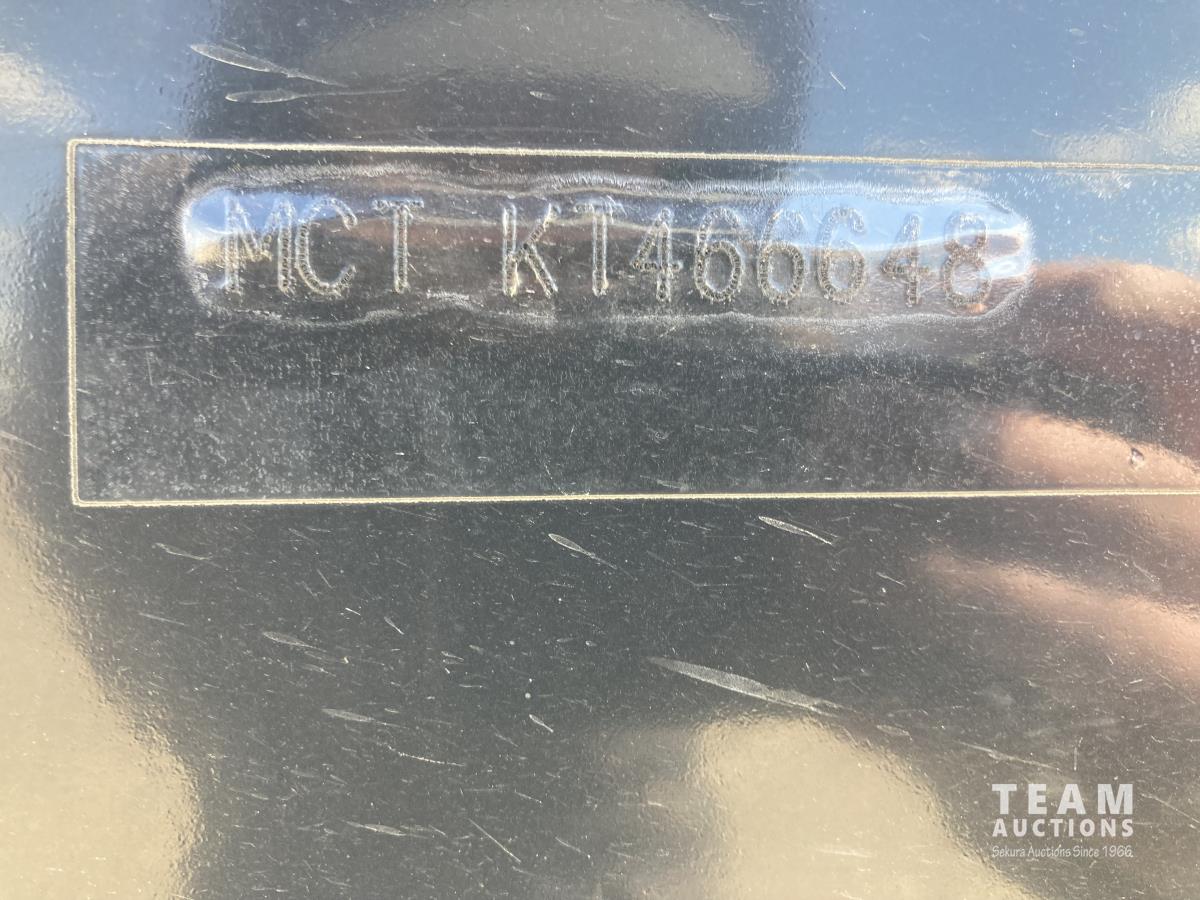 MCT KT466648
TEAM
AUCTIONS
Sekura Auctions Since 1966